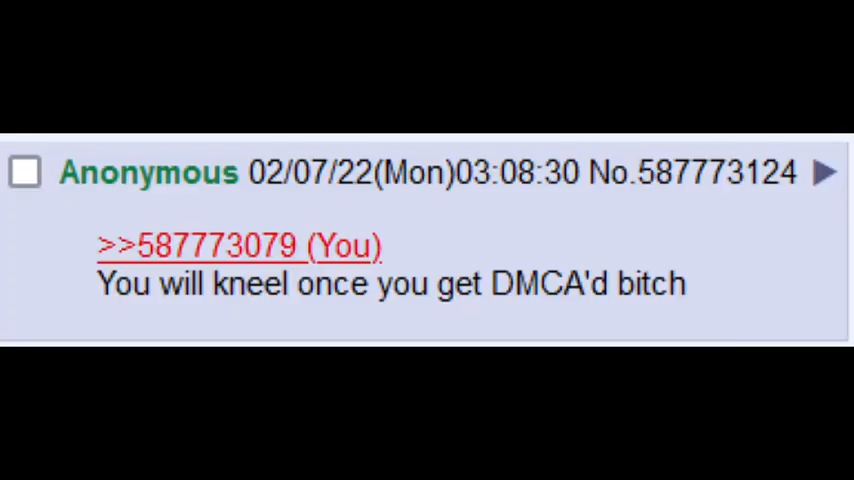 Anonymous 02/07/22(Mon)03:08:30 No.587773124
>>587773079 (You)
You will kneel once you get DMCA'd bitch